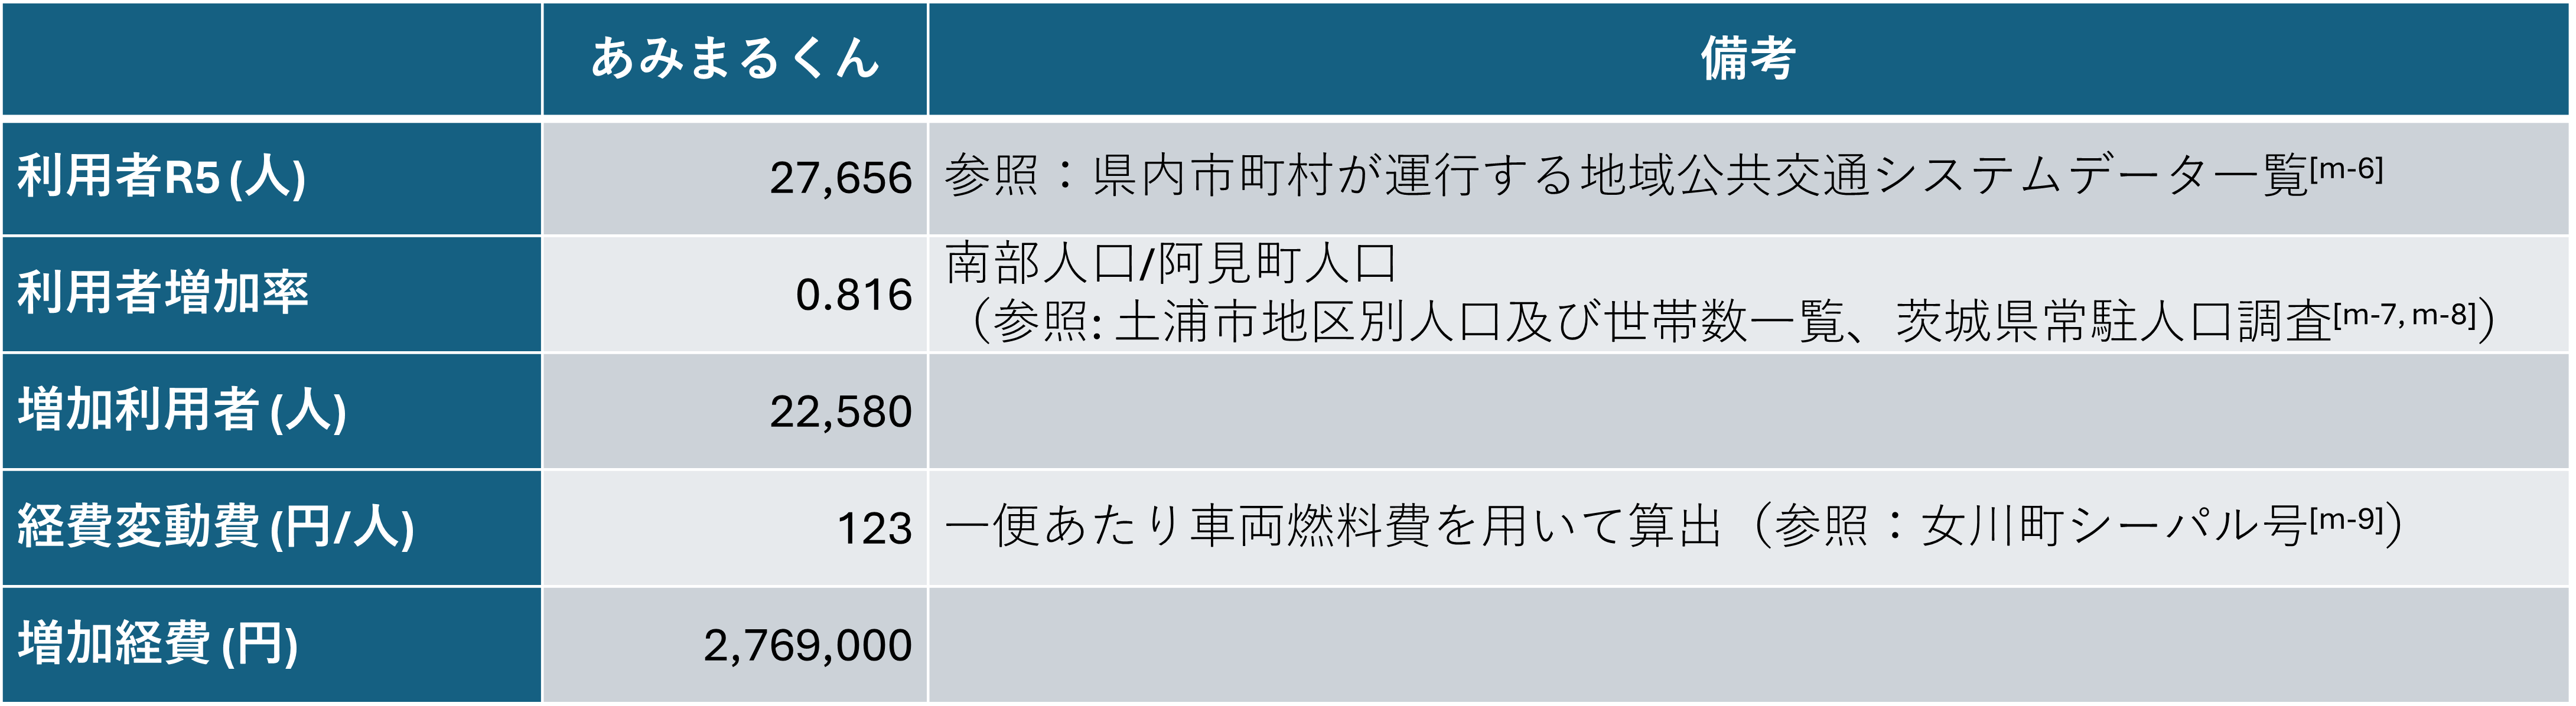 あみまるくん 備考
利用者R5 (人) 27,656 参照：県内市町村が運行する地域公共交通システムデータ一覧[m-6]
利用者増加率 0.816 南部人口/阿見町人口
（参照: 土浦市地区別人口及び世帯数一覧、茨城県常駐人口調査[m-7, m-8]）
増加利用者 (人) 22,580
経費変動費 (円/人) 123 一便あたり車両燃料費を用いて算出（参照：女川町シーパル号[m-9]）
増加経費 (円) 2,769,000